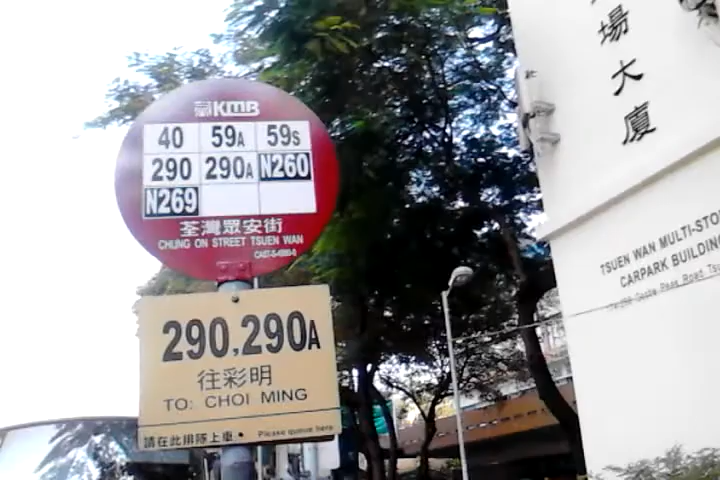 KMB
40 59A 59S
290 290A N260
N269
荃灣眾安街
CHUNG ON STREET TSUEN WAN
290,290A
往彩明
TO: CHOI MING
請在此排隊上車。 Please queue here
場大廈
TSUEN WAN MULTI-STO
CARPARK BUILDING